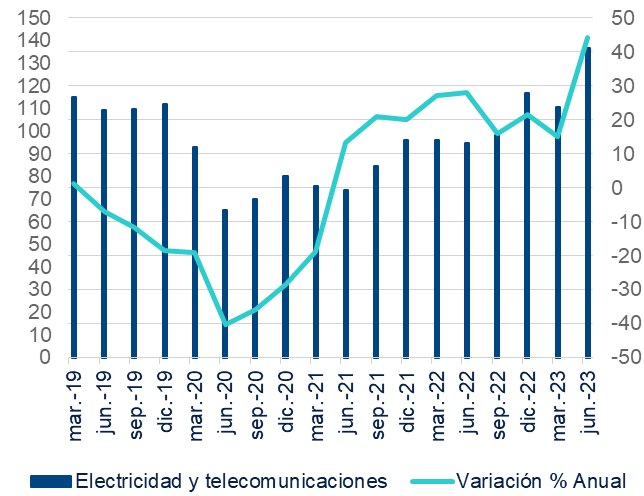 150
140
130
120
110
100
90
80
70
60
50
40
30
20
10
0
50
40
30
20
10
0
-10
-20
-30
-40
-50
mar.-19
jun.-19
sep.-19
dic.-19
mar.-20
jun.-20
sep.-20
dic.-20
mar.-21
jun.-21
sep.-21
dic.-21
mar.-22
jun.-22
sep.-22
dic.-22
mar.-23
jun.-23
Electricidad y telecomunicaciones
Variación % Anual